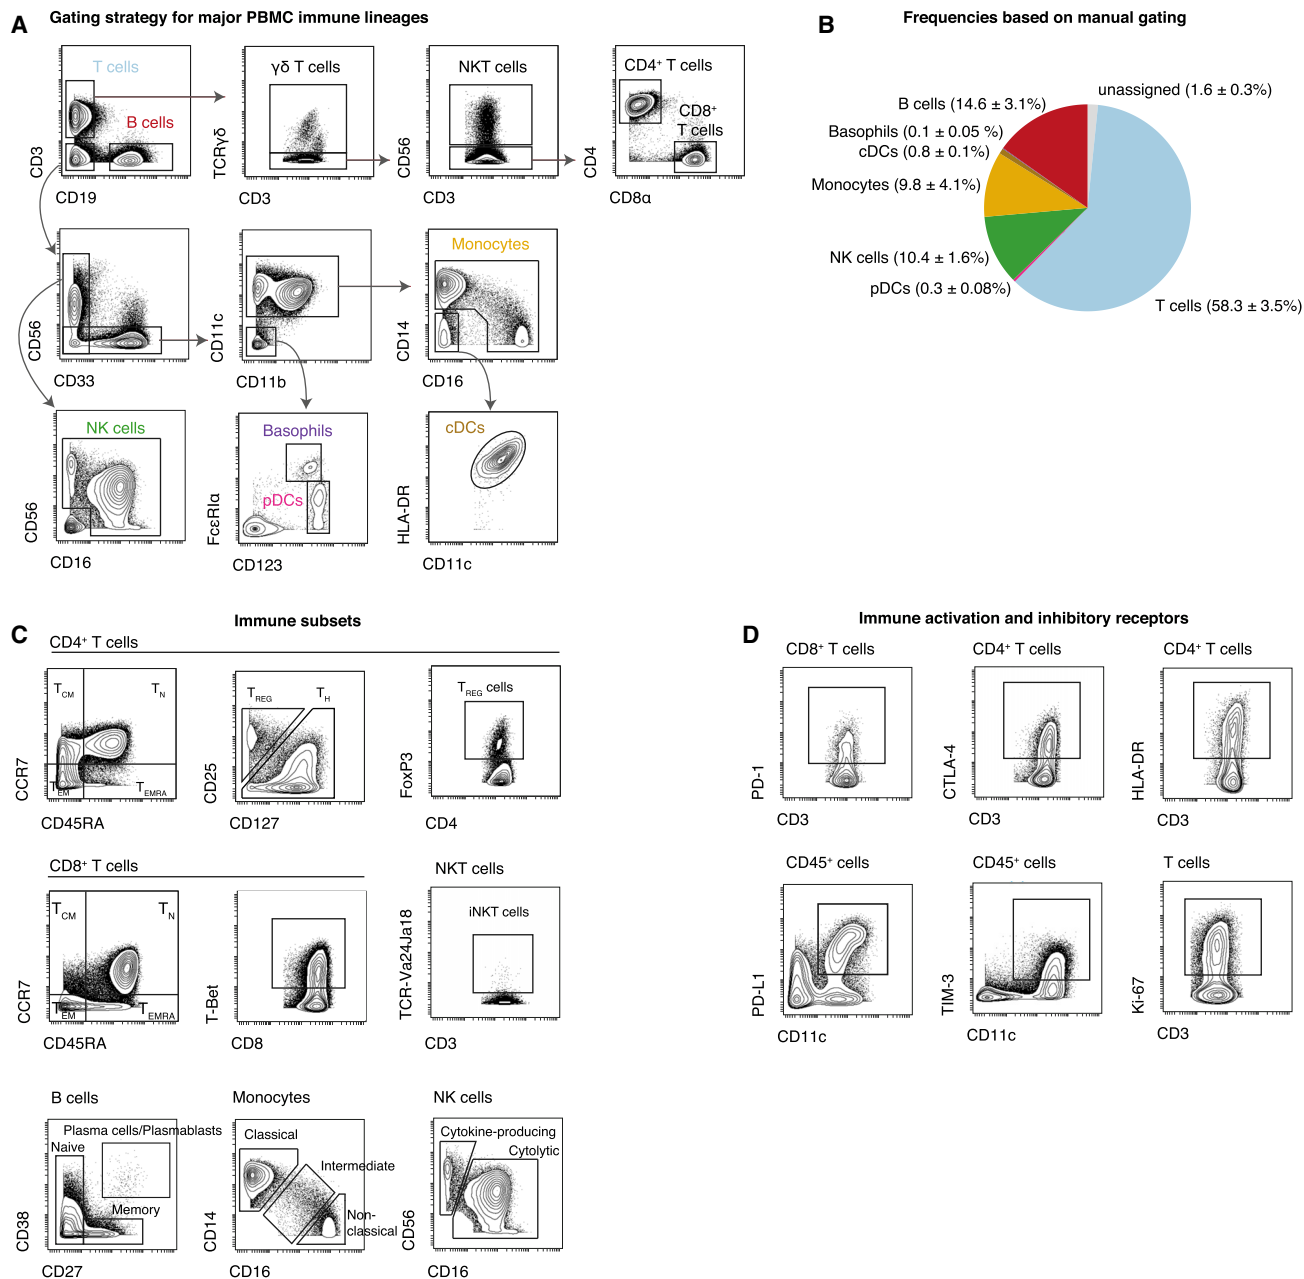 A
Gating strategy for major PBMC immune lineages
T cells
B cells
CD3
CD19
γδ T cells
TCRγδ
CD3
NKT cells
CD56
CD3
CD4+ T cells
CD8+
T cells
CD4
CD8α
CD56
CD33
CD11c
CD11b
Monocytes
CD14
CD16
NK cells
CD56
CD16
Basophils
pDCs
FcεRIα
CD123
cDCs
HLA-DR
CD11c
B
Frequencies based on manual gating
unassigned (1.6 ± 0.3%)
B cells (14.6 ± 3.1%)
Basophils (0.1 ± 0.05 %)
cDCs (0.8 ± 0.1%)
Monocytes (9.8 ± 4.1%)
NK cells (10.4 ± 1.6%)
pDCs (0.3 ± 0.08%)
T cells (58.3 ± 3.5%)
C
Immune subsets
CD4+ T cells
TCM
TN
TEM
TEMRA
CCR7
CD45RA
TREG
TH
CD25
CD127
TREG cells
FoxP3
CD4
CD8+ T cells
TCM
TN
TEM
TEMRA
CCR7
CD45RA
T-Bet
CD8
NKT cells
iNKT cells
TCR-Va24Ja18
CD3
B cells
Plasma cells/Plasmablasts
Naive
Memory
CD38
CD27
Monocytes
Classical
Intermediate
Non-
classical
CD14
CD16
NK cells
Cytokine-producing
Cytolytic
CD56
CD16
D
Immune activation and inhibitory receptors
CD8+ T cells
PD-1
CD3
CD4+ T cells
CTLA-4
CD3
CD4+ T cells
HLA-DR
CD3
CD45+ cells
PD-L1
CD11c
CD45+ cells
TIM-3
CD11c
T cells
Ki-67
CD3